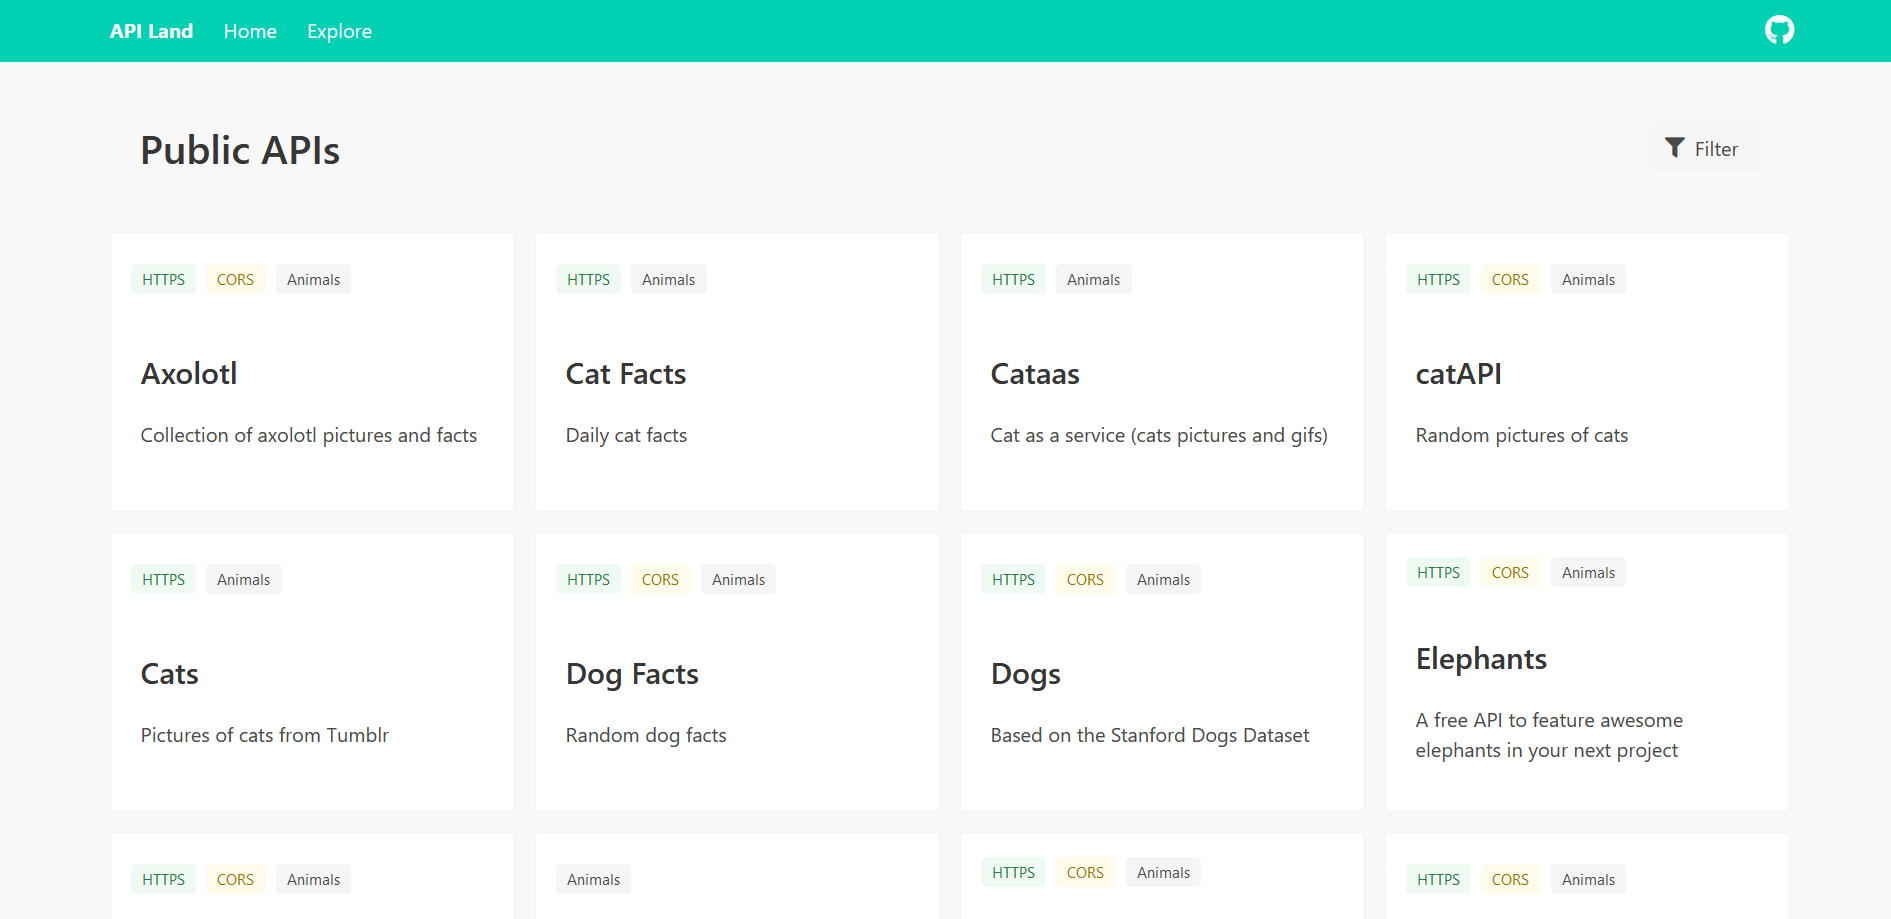 API Land Home Explore
Public APIs
Filter
HTTPS CORS Animals
Axolotl
Collection of axolotl pictures and facts
HTTPS Animals
Cat Facts
Daily cat facts
HTTPS Animals
Cataas
Cat as a service (cats pictures and gifs)
HTTPS CORS Animals
catAPI
Random pictures of cats
HTTPS Animals
Cats
Pictures of cats from Tumblr
HTTPS CORS Animals
Dog Facts
Random dog facts
HTTPS CORS Animals
Dogs
Based on the Stanford Dogs Dataset
HTTPS CORS Animals
Elephants
A free API to feature awesome
elephants in your next project
HTTPS CORS Animals
Animals
HTTPS CORS Animals
HTTPS CORS Animals